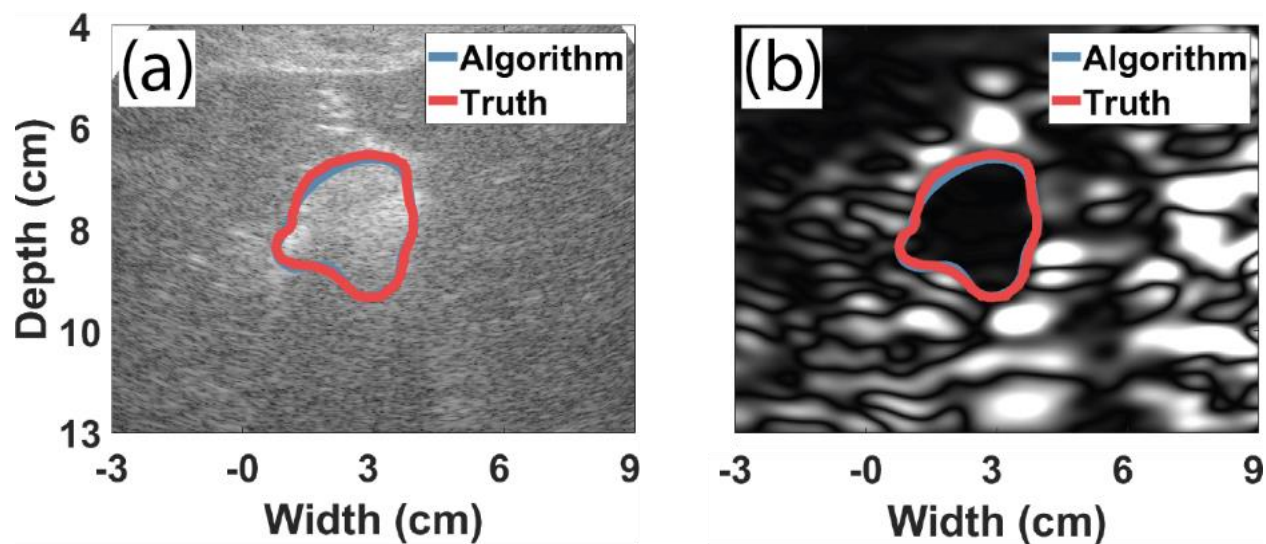 (a)
Algorithm
Truth
4
6
8
10
13
Depth (cm)
-3
-0
3
6
9
Width (cm)
(b)
Algorithm
Truth
-3
-0
3
6
9
Width (cm)